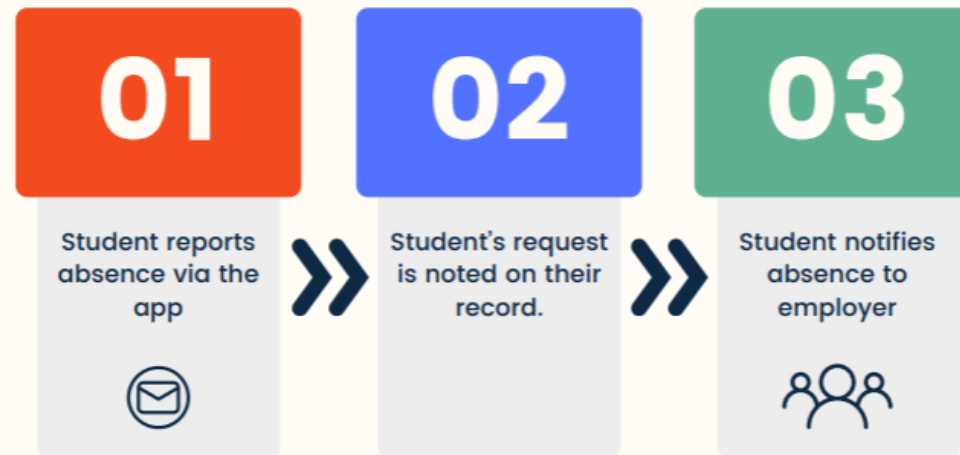 01
Student reports
absence via the
app
02
Student's request
is noted on their
record.
03
Student notifies
absence to
employer